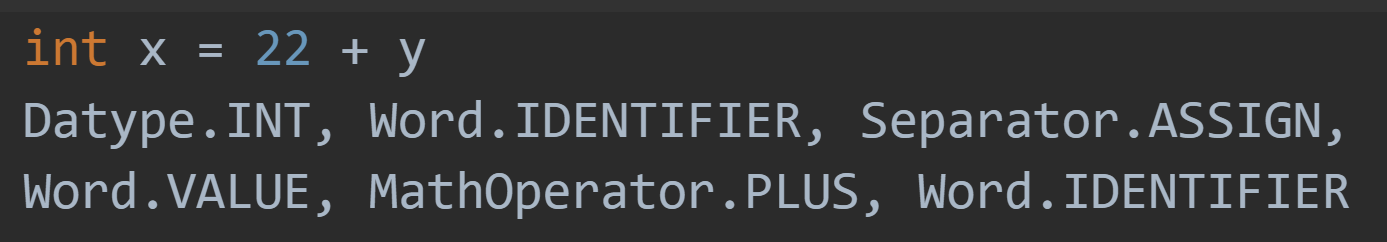 int x = 22 + y
Datype.INT, Word.IDENTIFIER, Separator.ASSIGN,
Word.VALUE, MathOperator.PLUS, Word.IDENTIFIER